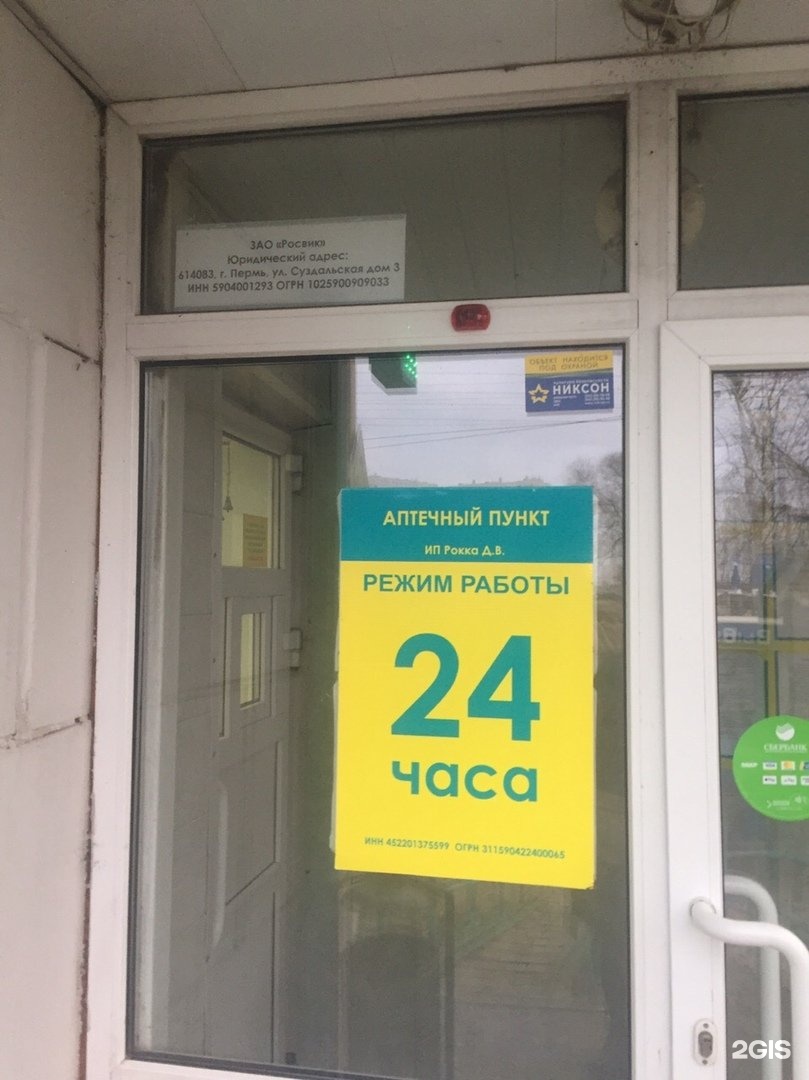 ЗАО «Росвик»
Юридический адрес:
614083, г. Пермь, ул. Суздальская дом 3
ИНН 5904001293 ОГРН 1025900909033
ОБЪЕКТ НАХОДИТСЯ
ПОД ОХРАНОЙ
НИКСОН
АПТЕЧНЫЙ ПУНКТ
ИП Рокка Д.В.
РЕЖИМ РАБОТЫ
24
часа
ИНН 452201375599 ОГРН 311590422400065
СБЕРБАНК
2GIS